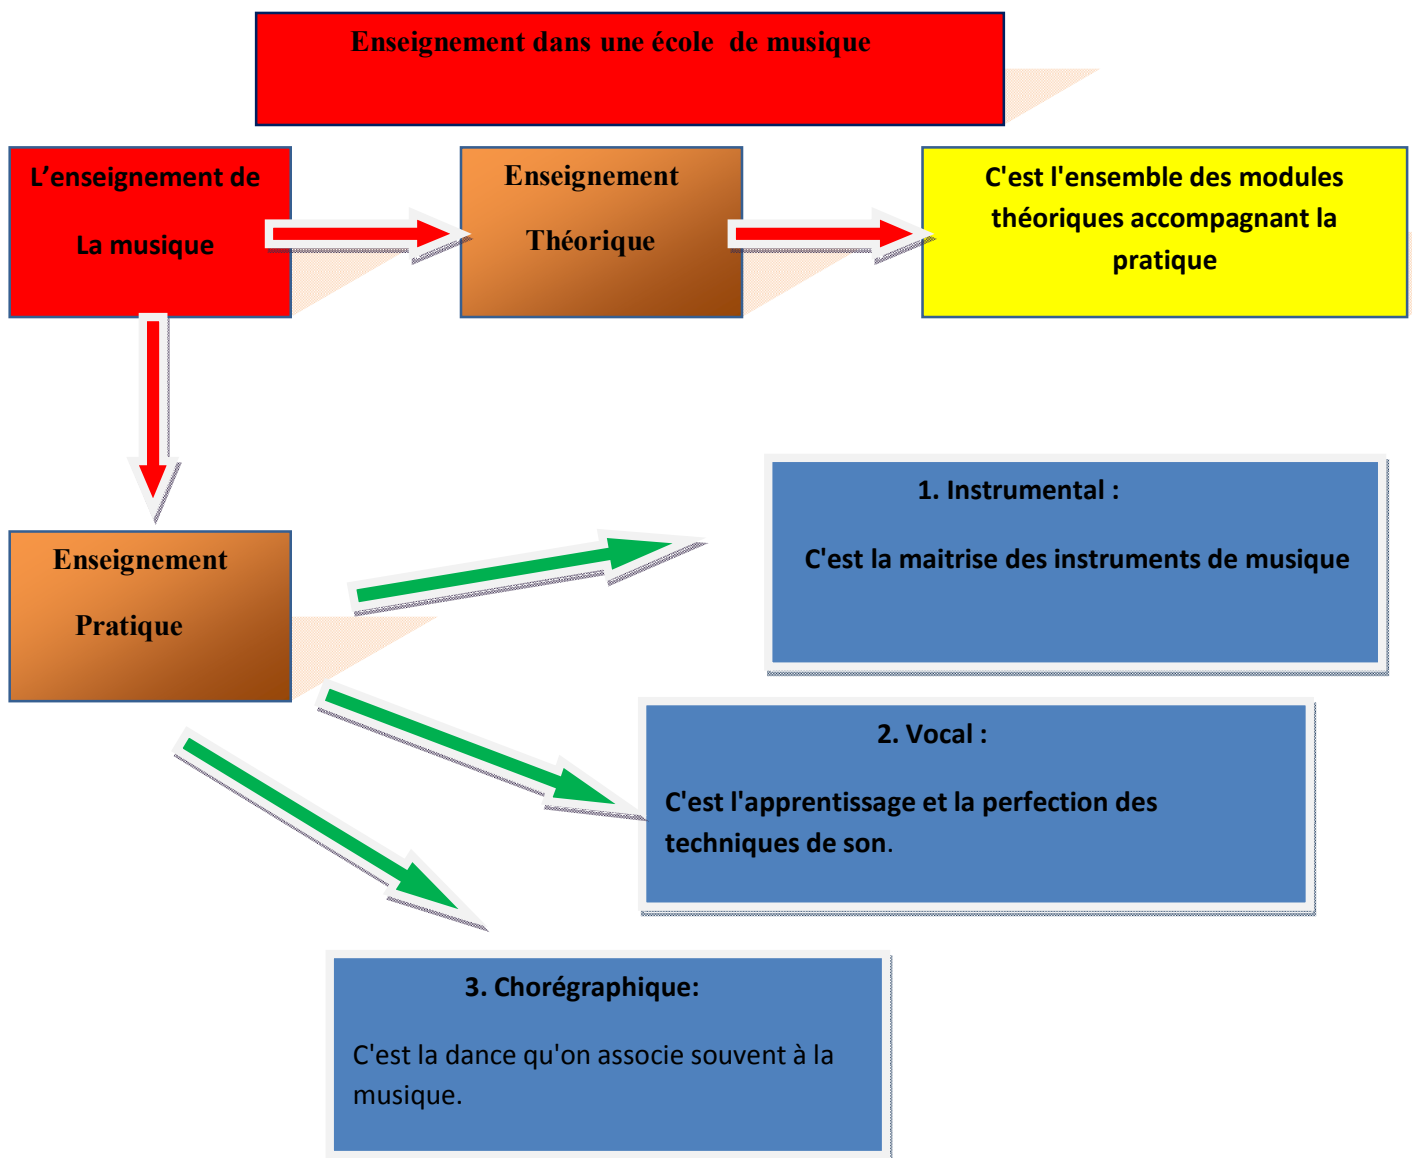 Enseignement dans une école de musique
L'enseignement de
La musique
Enseignement
Théorique
C'est l'ensemble des modules
théoriques accompagnant la
pratique
Enseignement
Pratique
1. Instrumental :
C'est la maitrise des instruments de musique
2. Vocal :
C'est l'apprentissage et la perfection des
techniques de son.
3. Chorégraphique:
C'est la dance qu'on associe souvent à la
musique.